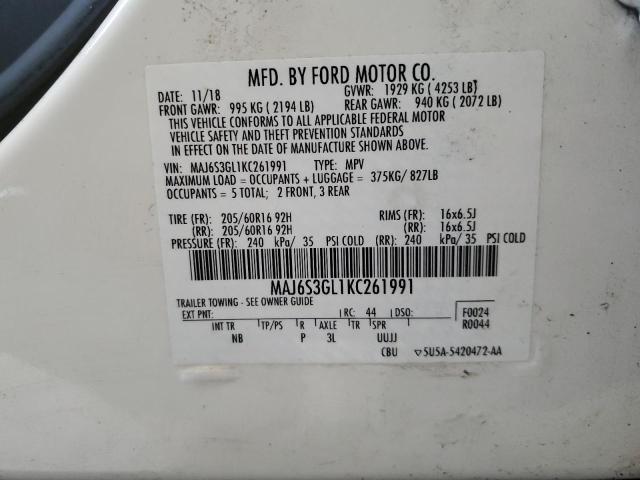 MFD. BY FORD MOTOR CO.
DATE: 11/18 GVWR: 1929 KG ( 4253 LB)
FRONT GAWR: 995 KG ( 2194 LB) REAR GAWR: 940 KG ( 2072 LB)
THIS VEHICLE CONFORMS TO ALL APPLICABLE FEDERAL MOTOR
VEHICLE SAFETY AND THEFT PREVENTION STANDARDS
IN EFFECT ON THE DATE OF MANUFACTURE SHOWN ABOVE.
VIN: MAJ6S3GL1KC261991 TYPE: MPV
MAXIMUM LOAD = OCCUPANTS + LUGGAGE = 375KG/ 827LB
OCCUPANTS = 5 TOTAL; 2 FRONT, 3 REAR
TIRE (FR): 205/60R16 92H RIMS (FR): 16x6.5J
(RR): 205/60R16 92H (RR): 16x6.5J
PRESSURE (FR): 240 kPa/ 35 PSI COLD (RR): 240 kPa/ 35 PSI COLD
MAJ6S3GL1KC261991
TRAILER TOWING - SEE OWNER GUIDE
EXT PNT: RC: 44 DSO: F0024
R0044
INT TR TP/PS R AXLE TR SPR
NB P 3L UUJJ
CBU ▽5U5A-5420472-AA